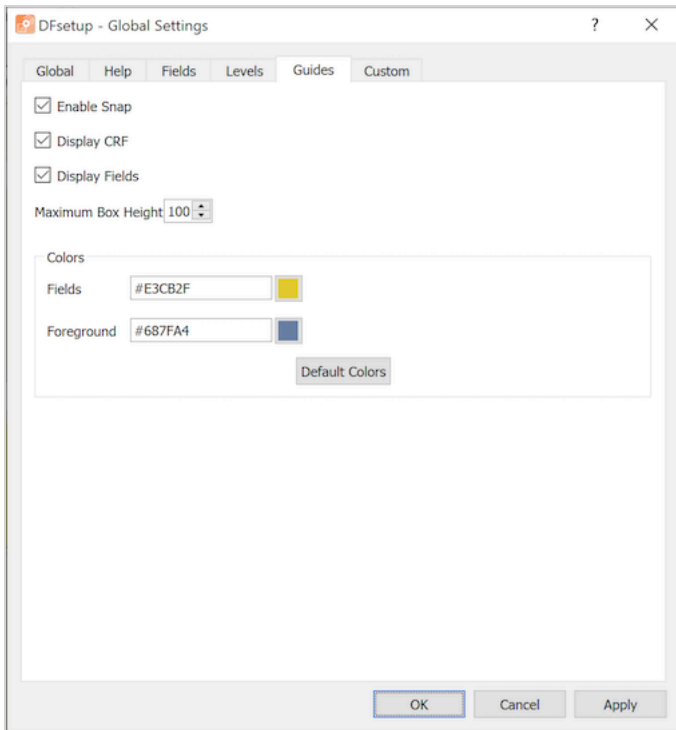 DFsetup - Global Settings ?
Global Help Fields Levels Guides Custom
Enable Snap
Display CRF
Display Fields
Maximum Box Height 100
Colors
Fields #E3CB2F
Foreground #687FA4
Default Colors
OK Cancel Apply